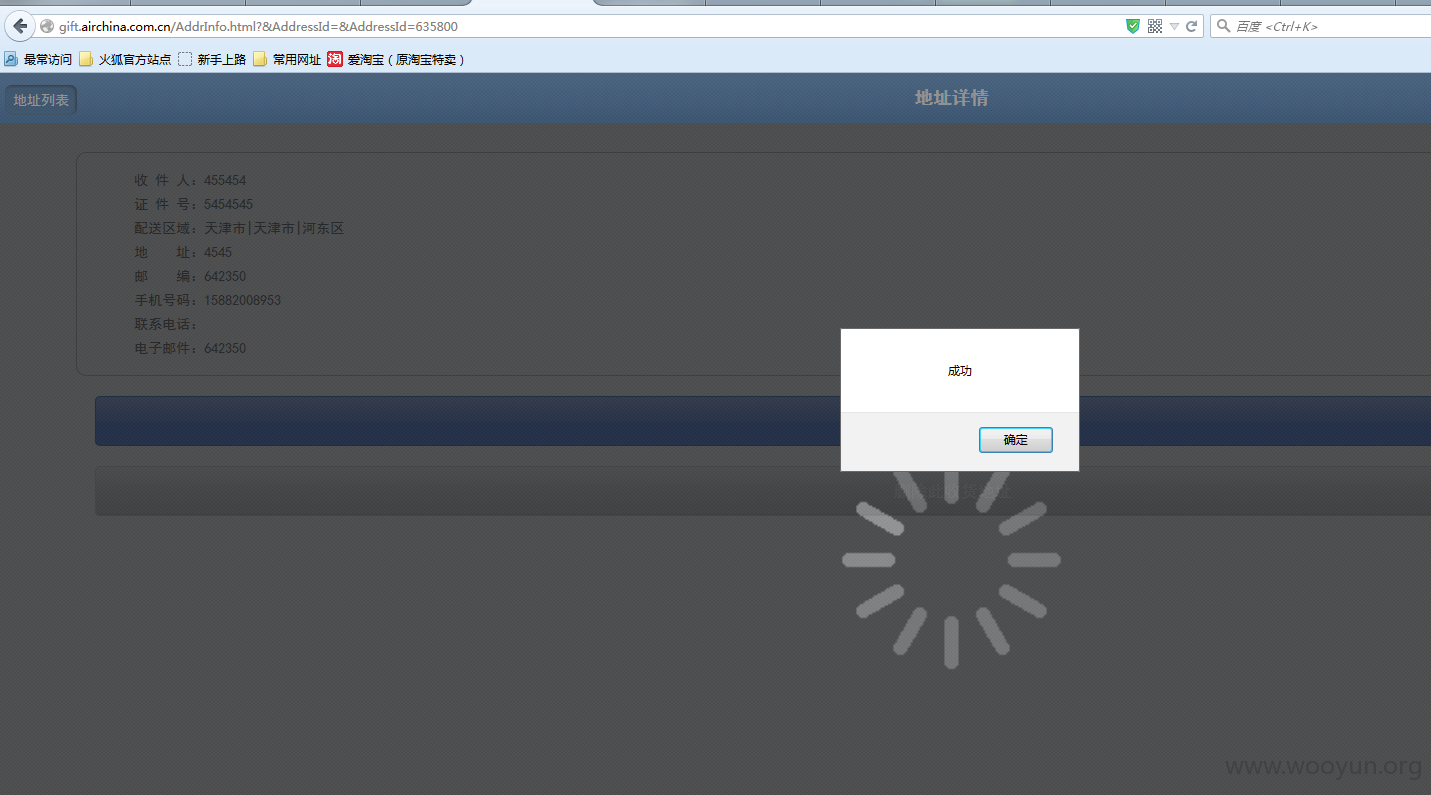 gift.airchina.com.cn/AddrInfo.html?&AddressId=&AddressId=635800
百度 <Ctrl+K>
最常访问 火狐官方站点 新手上路 常用网址 淘 爱淘宝（原淘宝特卖）
地址列表
地址详情
收 件 人：455454
证 件 号：5454545
配送区域：天津市|天津市|河东区
地 址：4545
邮 编：642350
手机号码：15882008953
联系电话：
电子邮件：642350
成功
确定
www.wooyun.org